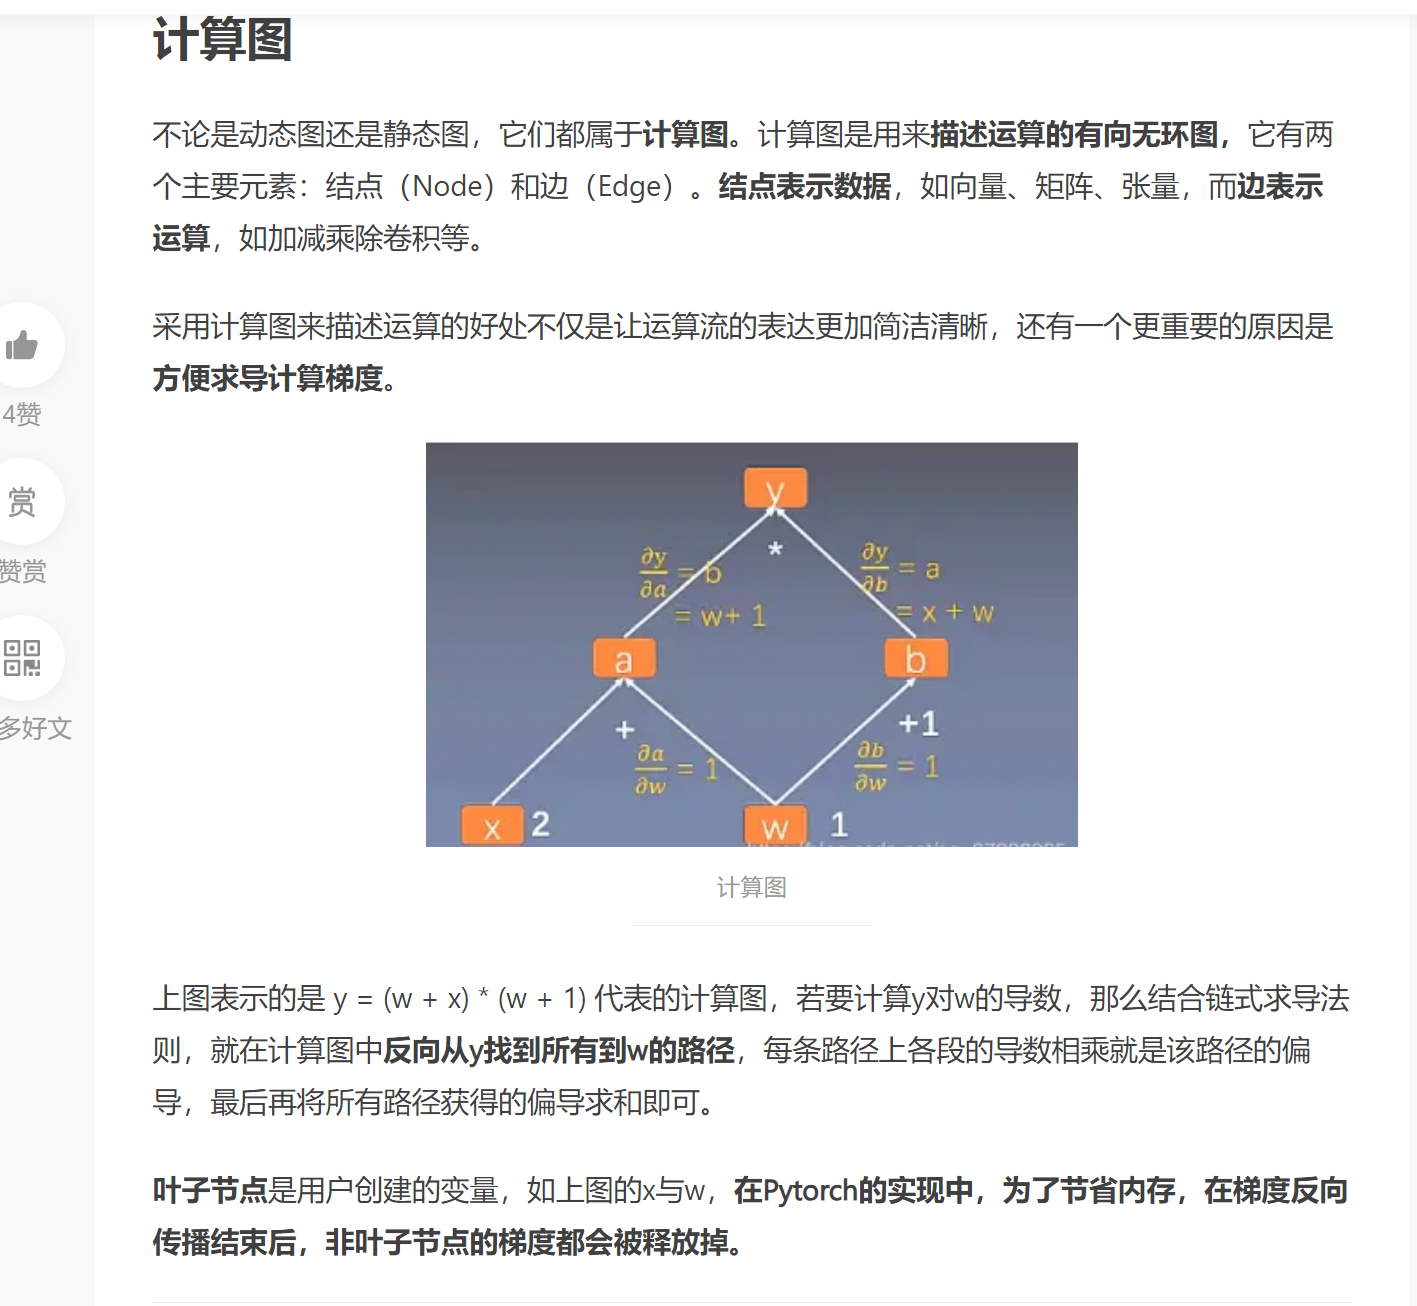 计算图
不论是动态图还是静态图，它们都属于计算图。计算图是用来描述运算的有向无环图，它有两
个主要元素：结点（Node）和边（Edge）。结点表示数据，如向量、矩阵、张量，而边表示
运算，如加减乘除卷积等。
采用计算图来描述运算的好处不仅是让运算流的表达更加简洁清晰，还有一个更重要的原因是
方便求导计算梯度。
4赞
赏
赞赏
多好文
y
*
∂y/∂a = b
= w+ 1
∂y/∂b = a
= x + w
a
b
+
∂a/∂w = 1
+1
∂b/∂w = 1
x 2
w 1
计算图
上图表示的是 y = (w + x) * (w + 1) 代表的计算图，若要计算y对w的导数，那么结合链式求导法
则，就在计算图中反向从y找到所有到w的路径，每条路径上各段的导数相乘就是该路径的偏
导，最后再将所有路径获得的偏导求和即可。
叶子节点是用户创建的变量，如上图的x与w，在Pytorch的实现中，为了节省内存，在梯度反向
传播结束后，非叶子节点的梯度都会被释放掉。